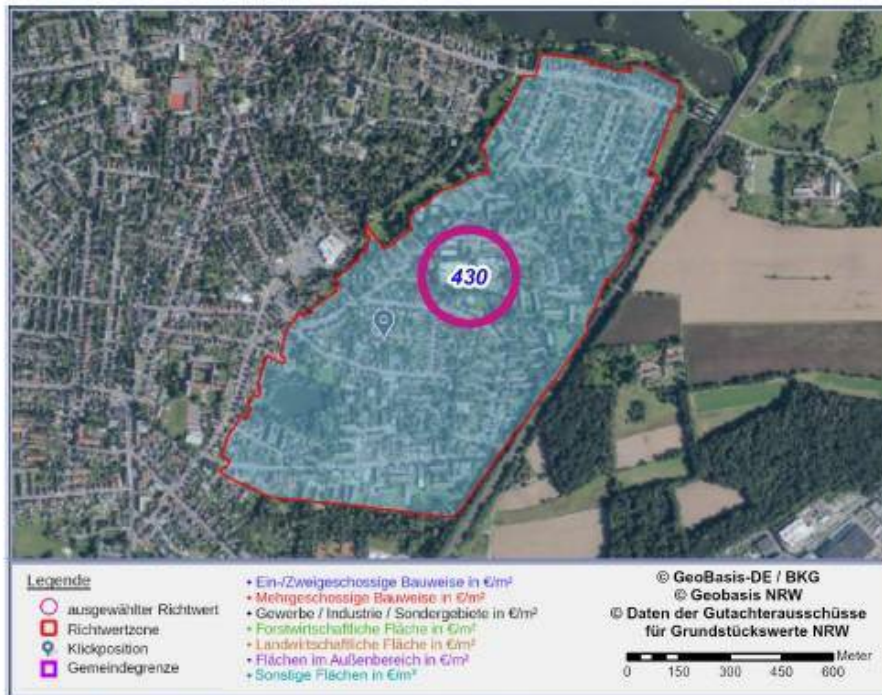 430
Legende
ausgewählter Richtwert
Richtwertzone
Klickposition
Gemeindegrenze
• Ein-/Zweigeschossige Bauweise in €/m²
• Mehrgeschossige Bauweise in €/m²
• Gewerbe / Industrie / Sondergebiete in €/m²
• Forstwirtschaftliche Fläche in €/m²
• Landwirtschaftliche Fläche in €/m²
• Flächen im Außenbereich in €/m²
• Sonstige Flächen in €/m²
© GeoBasis-DE / BKG
© Geobasis NRW
© Daten der Gutachterausschüsse
für Grundstückswerte NRW
Meter
0 150 300 450 600